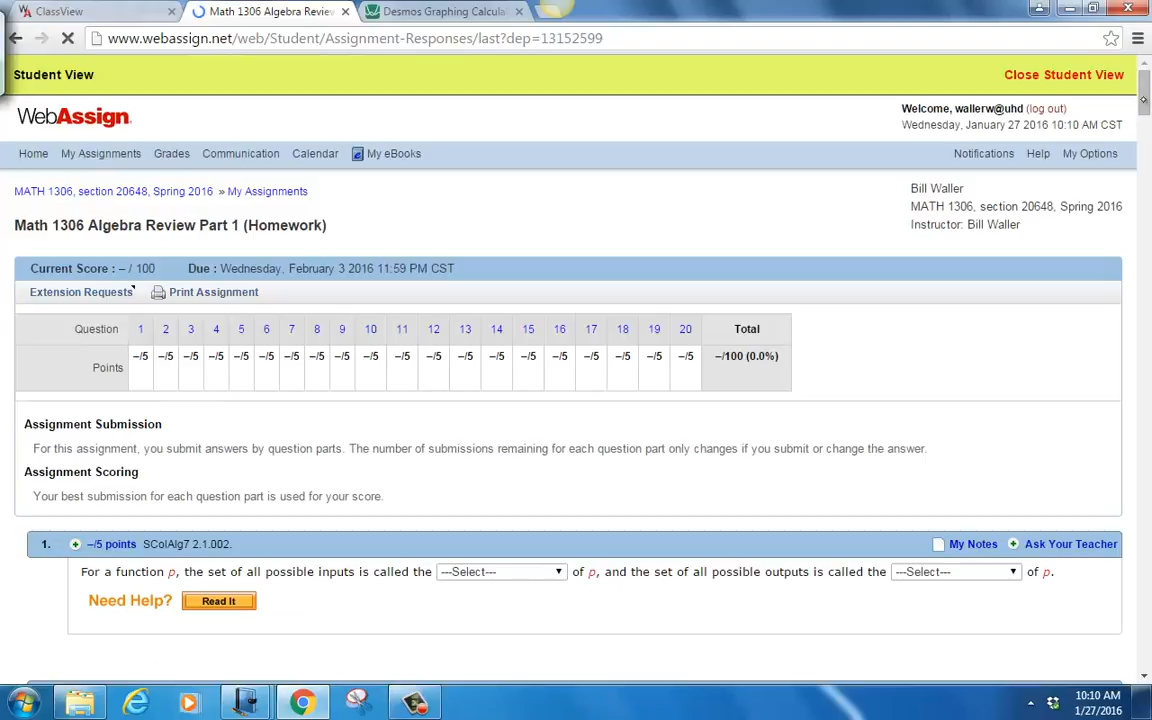 ClassView
Math 1306 Algebra Revie
Desmos Graphing Calcula
www.webassign.net/web/Student/Assignment-Responses/last?dep=13152599
Student View
Close Student View
WebAssign.
Welcome, wallerw@uhd (log out)
Wednesday, January 27 2016 10:10 AM CST
Home My Assignments Grades Communication Calendar My eBooks
Notifications Help My Options
MATH 1306, section 20648, Spring 2016 » My Assignments
Bill Waller
MATH 1306, section 20648, Spring 2016
Instructor: Bill Waller
Math 1306 Algebra Review Part 1 (Homework)
Current Score : – / 100 Due : Wednesday, February 3 2016 11:59 PM CST
Extension Requests Print Assignment
Question 1 2 3 4 5 6 7 8 9 10 11 12 13 14 15 16 17 18 19 20 Total
Points –/5 –/5 –/5 –/5 –/5 –/5 –/5 –/5 –/5 –/5 –/5 –/5 –/5 –/5 –/5 –/5 –/5 –/5 –/5 –/5 –/100 (0.0%)
Assignment Submission
For this assignment, you submit answers by question parts. The number of submissions remaining for each question part only changes if you submit or change the answer.
Assignment Scoring
Your best submission for each question part is used for your score.
1. –/5 points SColAlg7 2.1.002. My Notes Ask Your Teacher
For a function p, the set of all possible inputs is called the ---Select--- of p, and the set of all possible outputs is called the ---Select--- of p.
Need Help? Read It
10:10 AM
1/27/2016